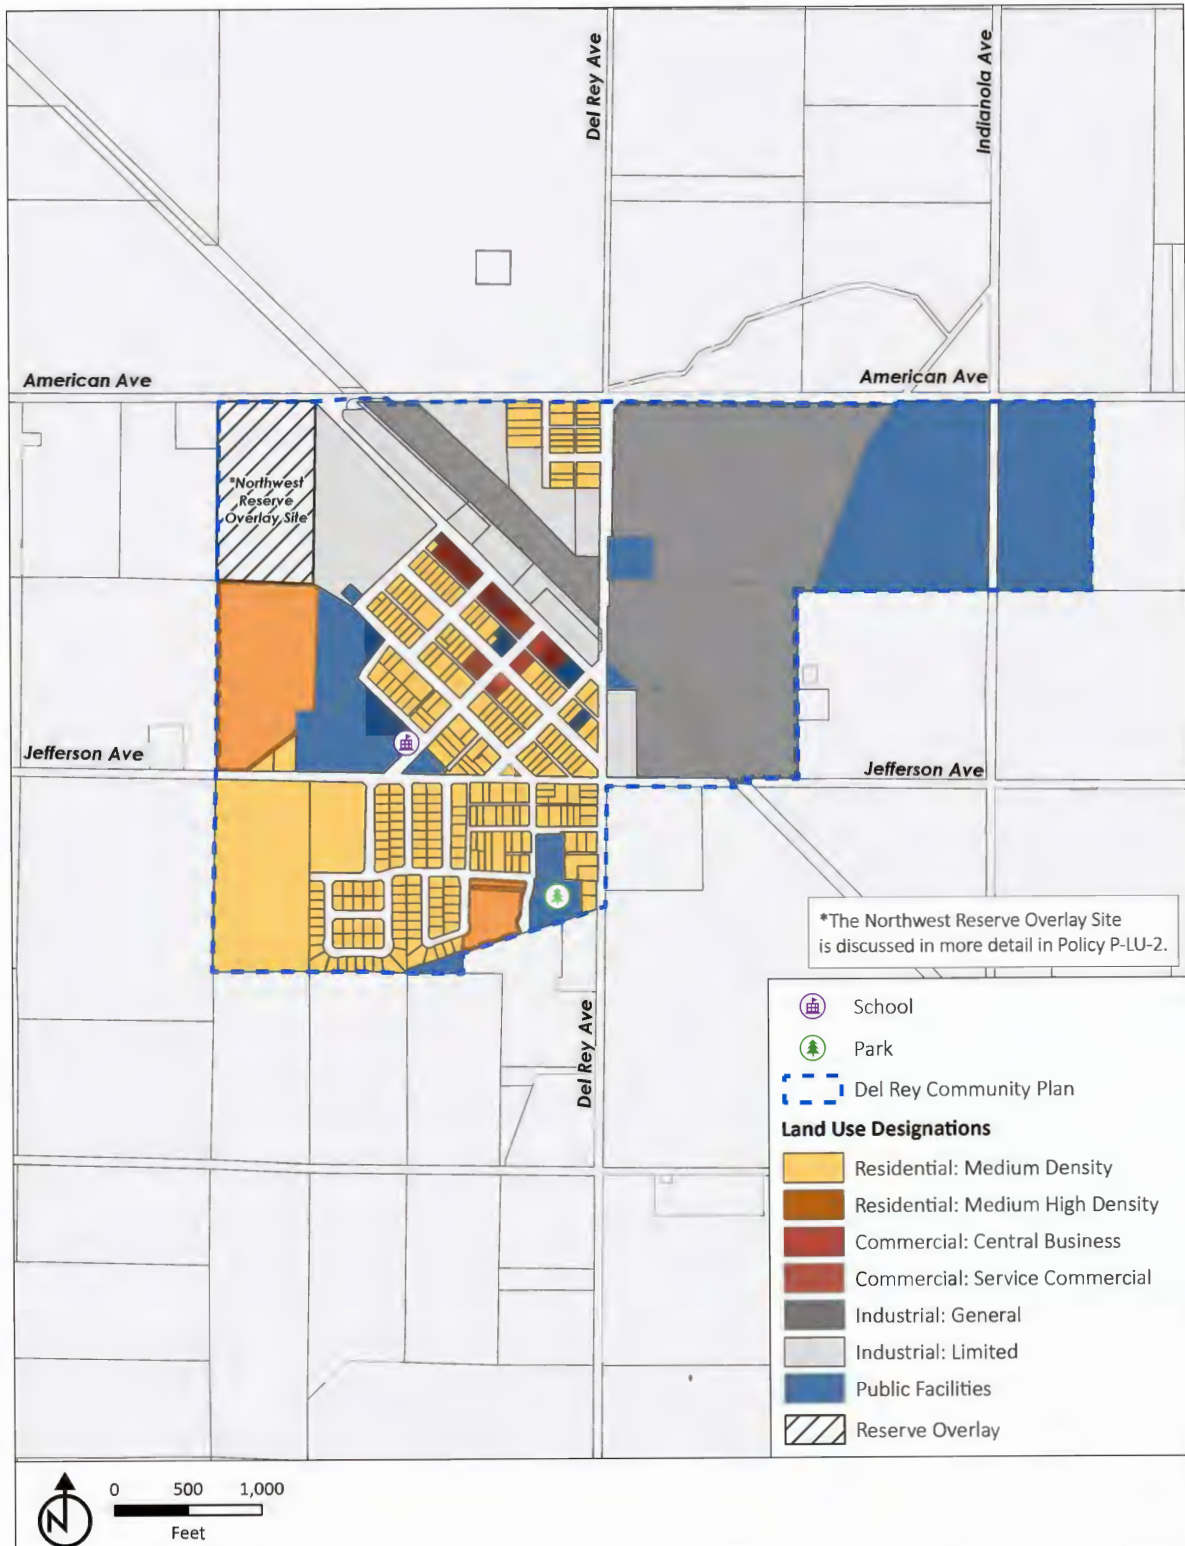 Del Rey Ave
Indianola Ave
American Ave
American Ave
*Northwest
Reserve
Overlay Site
Jefferson Ave
Jefferson Ave
*The Northwest Reserve Overlay Site
is discussed in more detail in Policy P-LU-2.
Del Rey Ave
School
Park
Del Rey Community Plan
Land Use Designations
Residential: Medium Density
Residential: Medium High Density
Commercial: Central Business
Commercial: Service Commercial
Industrial: General
Industrial: Limited
Public Facilities
Reserve Overlay
N
0 500 1,000
Feet